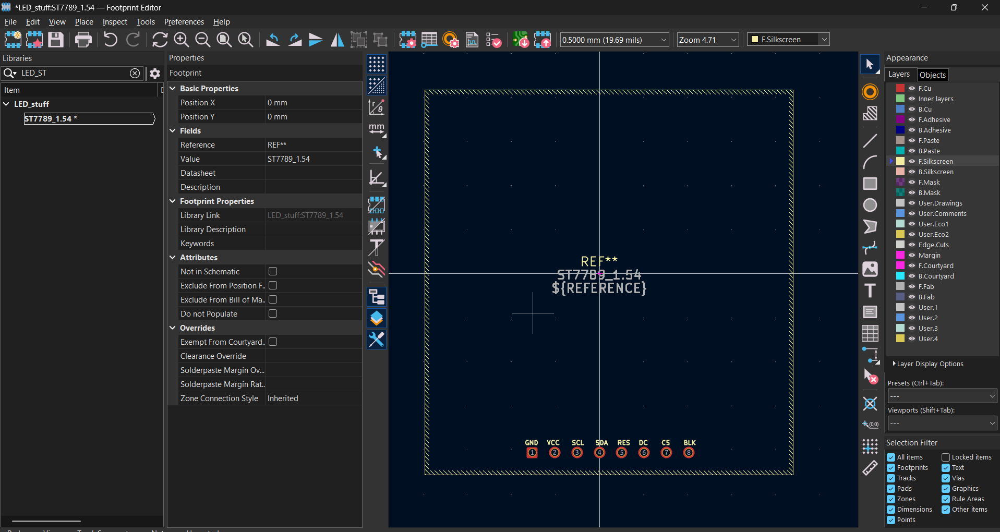 *LED_stuff:ST7789_1.54 — Footprint Editor
File Edit View Place Inspect Tools Preferences Help
0.5000 mm (19.69 mils)
Zoom 4.71
F.Silkscreen
Libraries
LED_ST
Item
LED_stuff
ST7789_1.54 *
Properties
Footprint
Basic Properties
Position X 0 mm
Position Y 0 mm
Fields
Reference REF**
Value ST7789_1.54
Datasheet
Description
Footprint Properties
Library Link LED_stuff:ST7789_1.54
Library Description
Keywords
Attributes
Not in Schematic
Exclude From Position F..
Exclude From Bill of Ma..
Do not Populate
Overrides
Exempt From Courtyard..
Clearance Override
Solderpaste Margin Ov...
Solderpaste Margin Rat..
Zone Connection Style Inherited
mm
REF**
ST7789_1.54
${REFERENCE}
GND VCC SCL SDA RES DC CS BLK
1 2 3 4 5 6 7 8
(0,0)
Appearance
Layers Objects
F.Cu
Inner layers
B.Cu
F.Adhesive
B.Adhesive
F.Paste
B.Paste
F.Silkscreen
B.Silkscreen
F.Mask
B.Mask
User.Drawings
User.Comments
User.Eco1
User.Eco2
Edge.Cuts
Margin
F.Courtyard
B.Courtyard
F.Fab
B.Fab
User.1
User.2
User.3
User.4
Layer Display Options
Presets (Ctrl+Tab):
---
Viewports (Shift+Tab):
---
Selection Filter
All items Locked items
Footprints Text
Tracks Vias
Pads Graphics
Zones Rule Areas
Dimensions Other items
Points